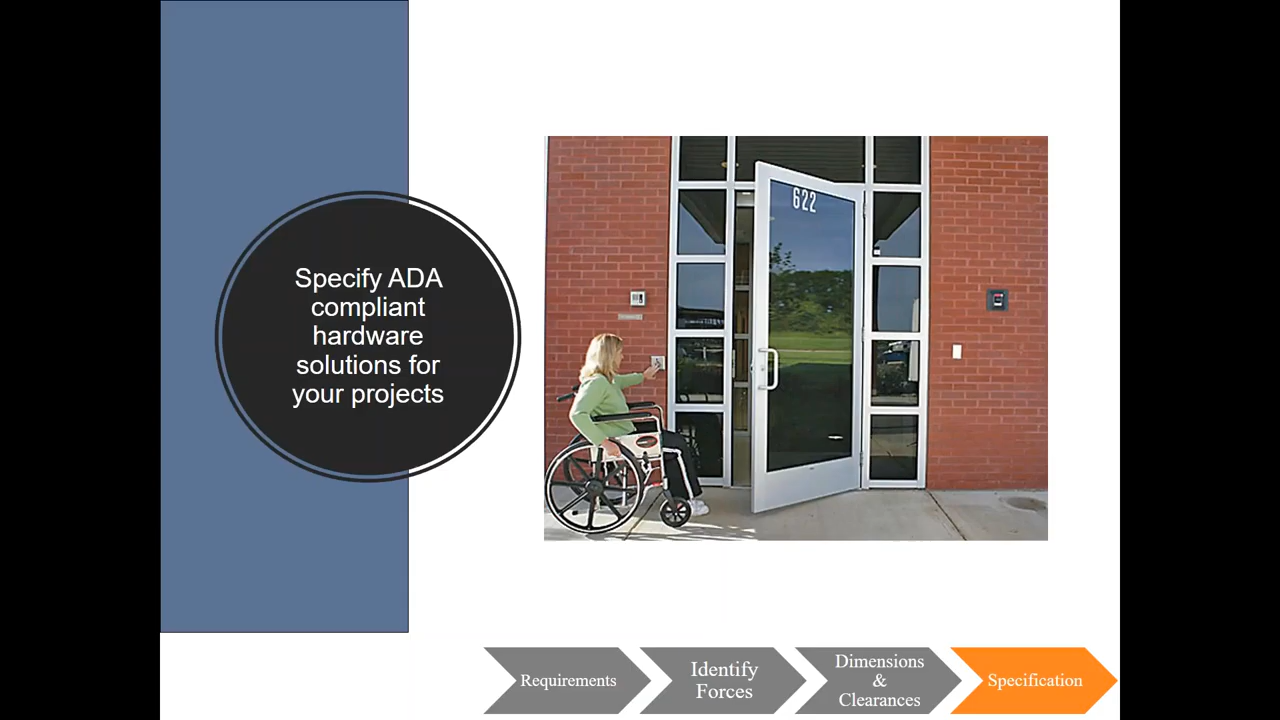 Specify ADA
compliant
hardware
solutions for
your projects
622
Requirements
Identify
Forces
Dimensions
&
Clearances
Specification